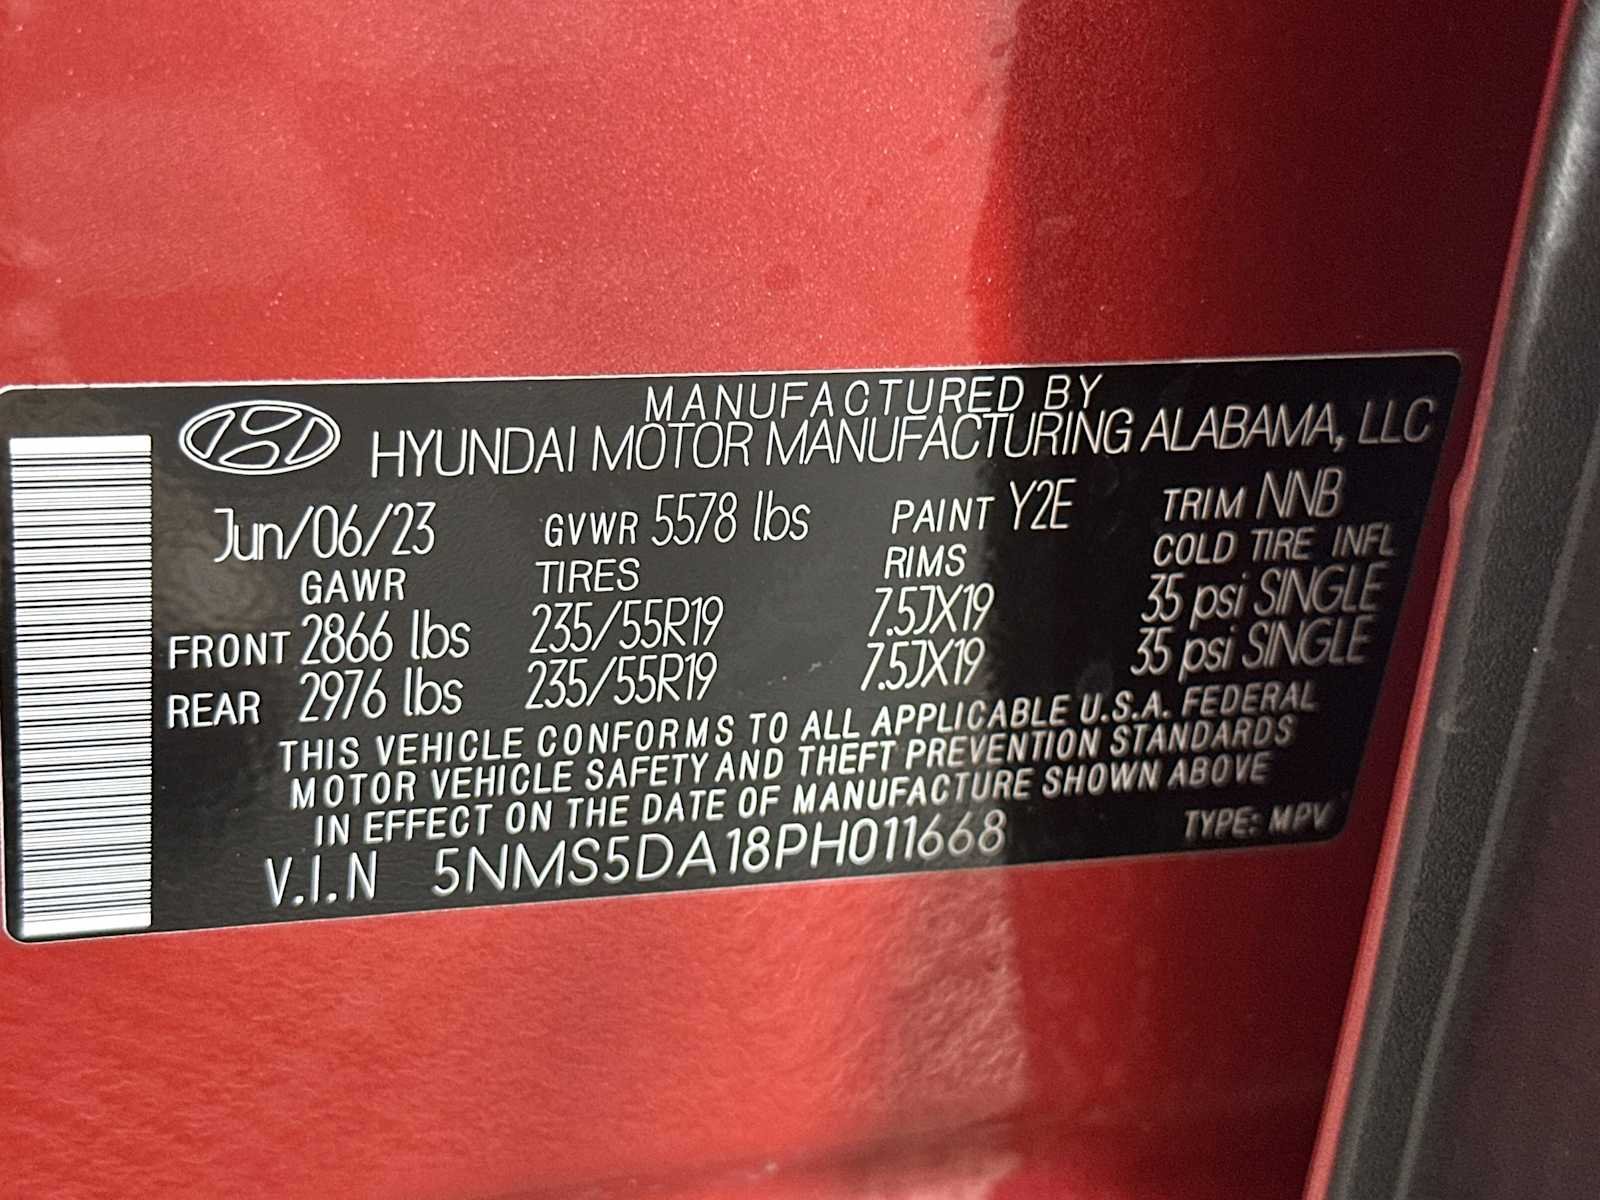 MANUFACTURED BY
HYUNDAI MOTOR MANUFACTURING ALABAMA, LLC
Jun/06/23 GVWR 5578 lbs PAINT Y2E TRIM NNB
GAWR TIRES RIMS COLD TIRE INFL
FRONT 2866 lbs 235/55R19 7.5JX19 35 psi SINGLE
REAR 2976 lbs 235/55R19 7.5JX19 35 psi SINGLE
THIS VEHICLE CONFORMS TO ALL APPLICABLE U.S.A. FEDERAL
MOTOR VEHICLE SAFETY AND THEFT PREVENTION STANDARDS
IN EFFECT ON THE DATE OF MANUFACTURE SHOWN ABOVE
V.I.N 5NMS5DA18PH011668 TYPE: MPV